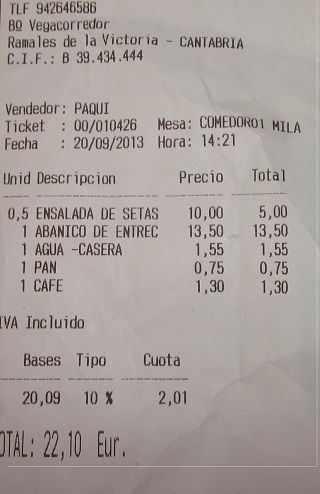 TLF 942646586
Bº Vegacorredor
Ramales de la Victoria - CANTABRIA
C.I.F.: B 39.434.444
Vendedor: PAQUI
Ticket : 00/010426 Mesa: COMEDOR01 MILA
Fecha : 20/09/2013 Hora: 14:21
Unid Descripcion Precio Total
0,5 ENSALADA DE SETAS 10,00 5,00
1 ABANICO DE ENTREC 13,50 13,50
1 AGUA -CASERA 1,55 1,55
1 PAN 0,75 0,75
1 CAFE 1,30 1,30
IVA Incluido
Bases Tipo Cuota
20,09 10 % 2,01
OTAL: 22,10 Eur.